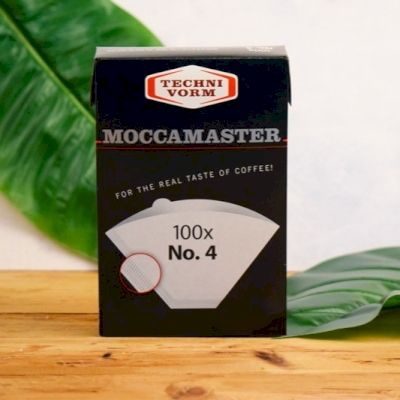 TECHNI
VORM
MOCCAMASTER
FOR THE REAL TASTE OF COFFEE!
100x
No. 4